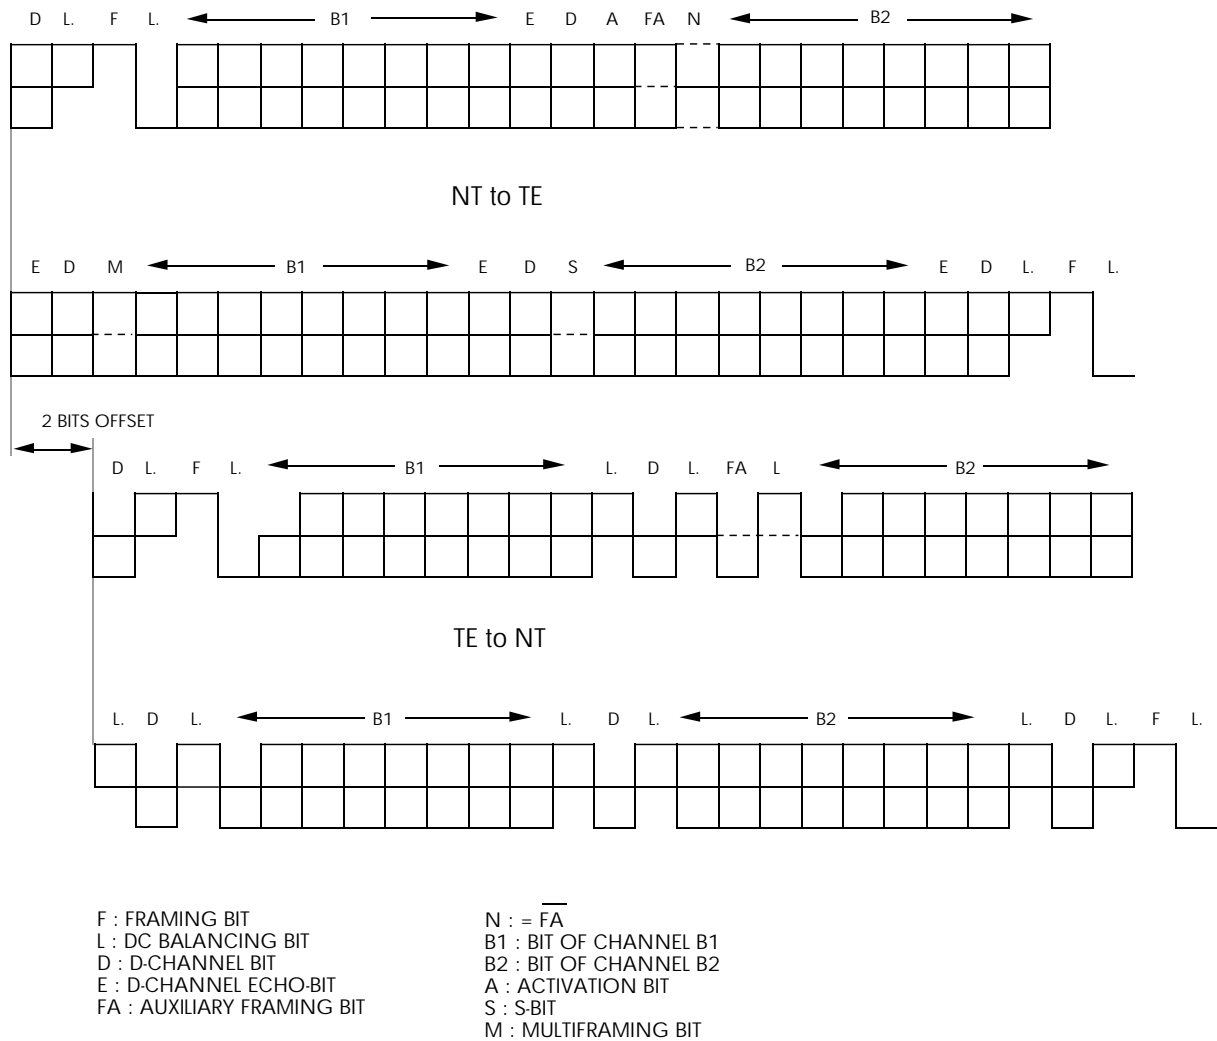 D L. F L. B1 E D A FA N B2
NT to TE
E D M B1 E D S B2 E D L. F L.
2 BITS OFFSET
D L. F L. B1 L. D L. FA L B2
TE to NT
L. D L. B1 L. D L. B2 L. D L. F L.
F : FRAMING BIT
L : DC BALANCING BIT
D : D-CHANNEL BIT
E : D-CHANNEL ECHO-BIT
FA : AUXILIARY FRAMING BIT
N : = F̅A̅
B1 : BIT OF CHANNEL B1
B2 : BIT OF CHANNEL B2
A : ACTIVATION BIT
S : S-BIT
M : MULTIFRAMING BIT